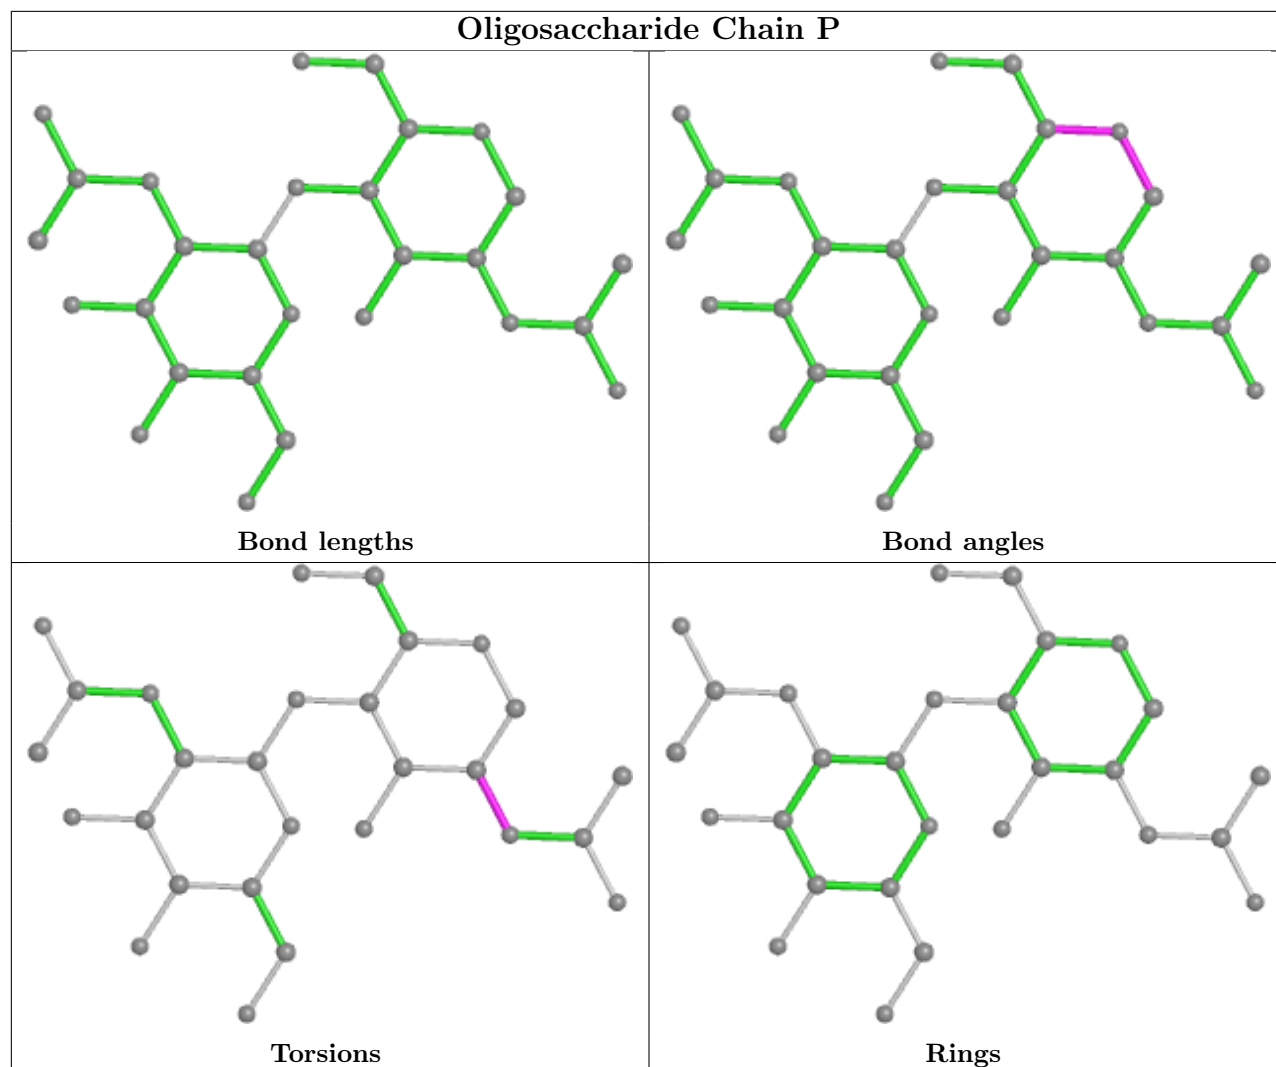 Oligosaccharide Chain P
Bond lengths
Bond angles
Torsions
Rings